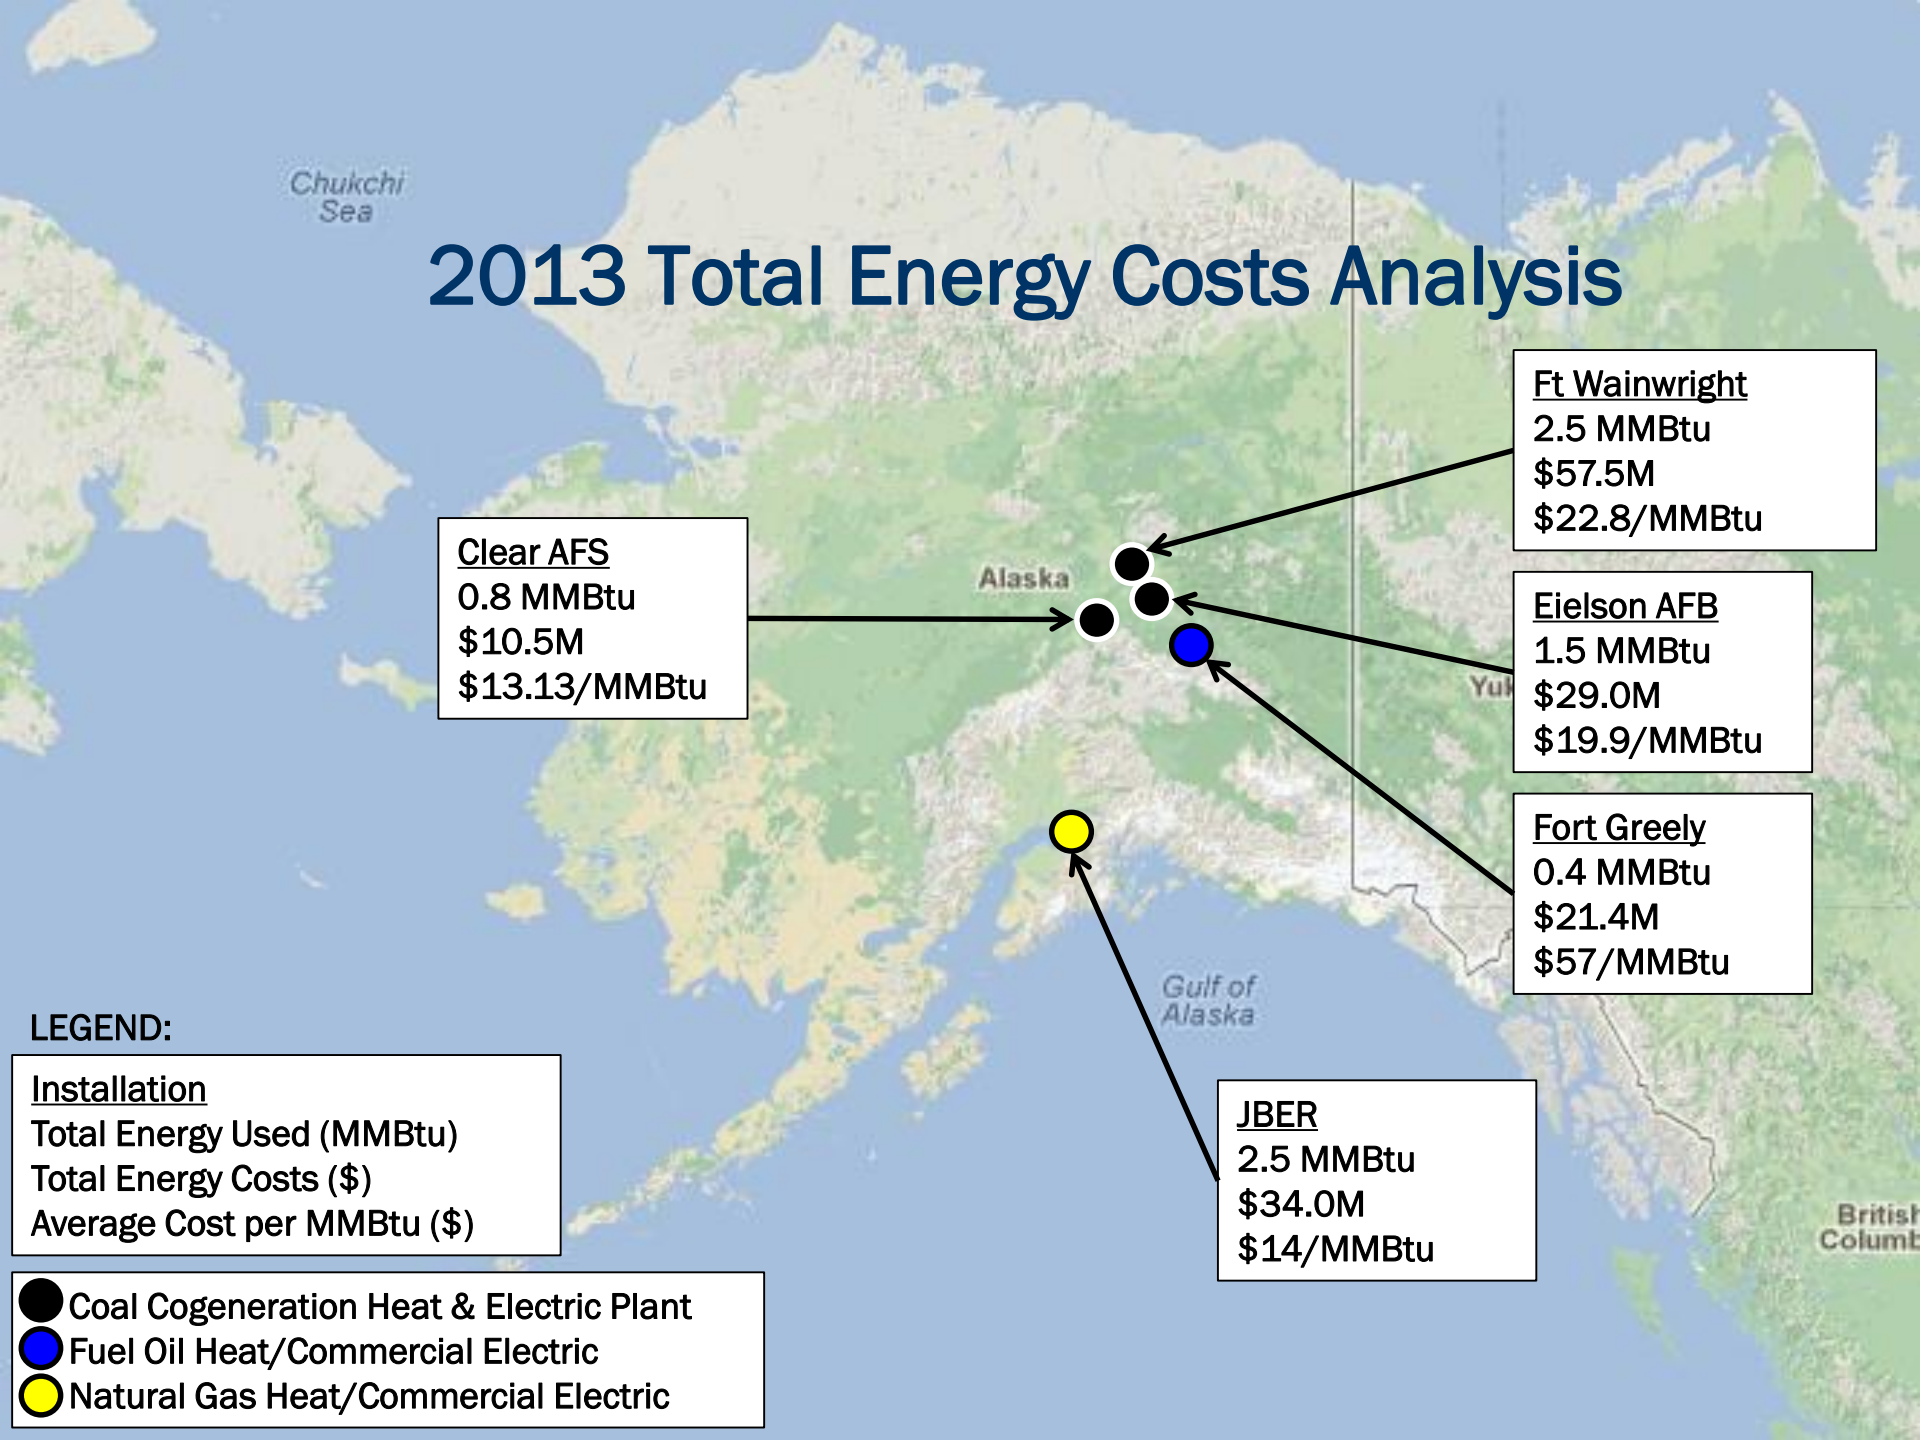 Chukchi
Sea
2013 Total Energy Costs Analysis
Ft Wainwright
2.5 MMBtu
$57.5M
$22.8/MMBtu
Clear AFS
0.8 MMBtu
$10.5M
$13.13/MMBtu
Alaska
Eielson AFB
1.5 MMBtu
$29.0M
$19.9/MMBtu
Yuk
Fort Greely
0.4 MMBtu
$21.4M
$57/MMBtu
Gulf of
Alaska
JBER
2.5 MMBtu
$34.0M
$14/MMBtu
British
Columb
LEGEND:
Installation
Total Energy Used (MMBtu)
Total Energy Costs ($)
Average Cost per MMBtu ($)
Coal Cogeneration Heat & Electric Plant
Fuel Oil Heat/Commercial Electric
Natural Gas Heat/Commercial Electric